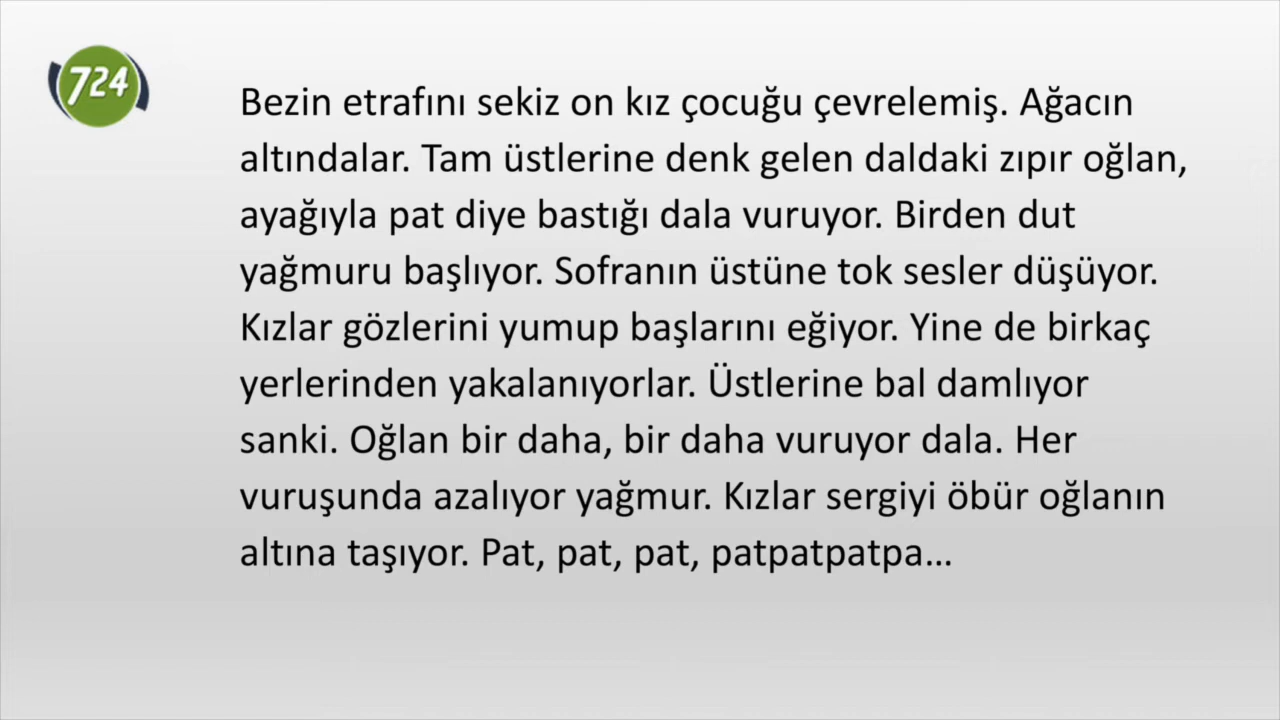 724
Bezin etrafını sekiz on kız çocuğu çevrelemiş. Ağacın
altındalar. Tam üstlerine denk gelen daldaki zıpır oğlan,
ayağıyla pat diye bastığı dala vuruyor. Birden dut
yağmuru başlıyor. Sofranın üstüne tok sesler düşüyor.
Kızlar gözlerini yumup başlarını eğiyor. Yine de birkaç
yerlerinden yakalanıyorlar. Üstlerine bal damlıyor
sanki. Oğlan bir daha, bir daha vuruyor dala. Her
vuruşunda azalıyor yağmur. Kızlar sergiyi öbür oğlanın
altına taşıyor. Pat, pat, pat, patpatpatpa…